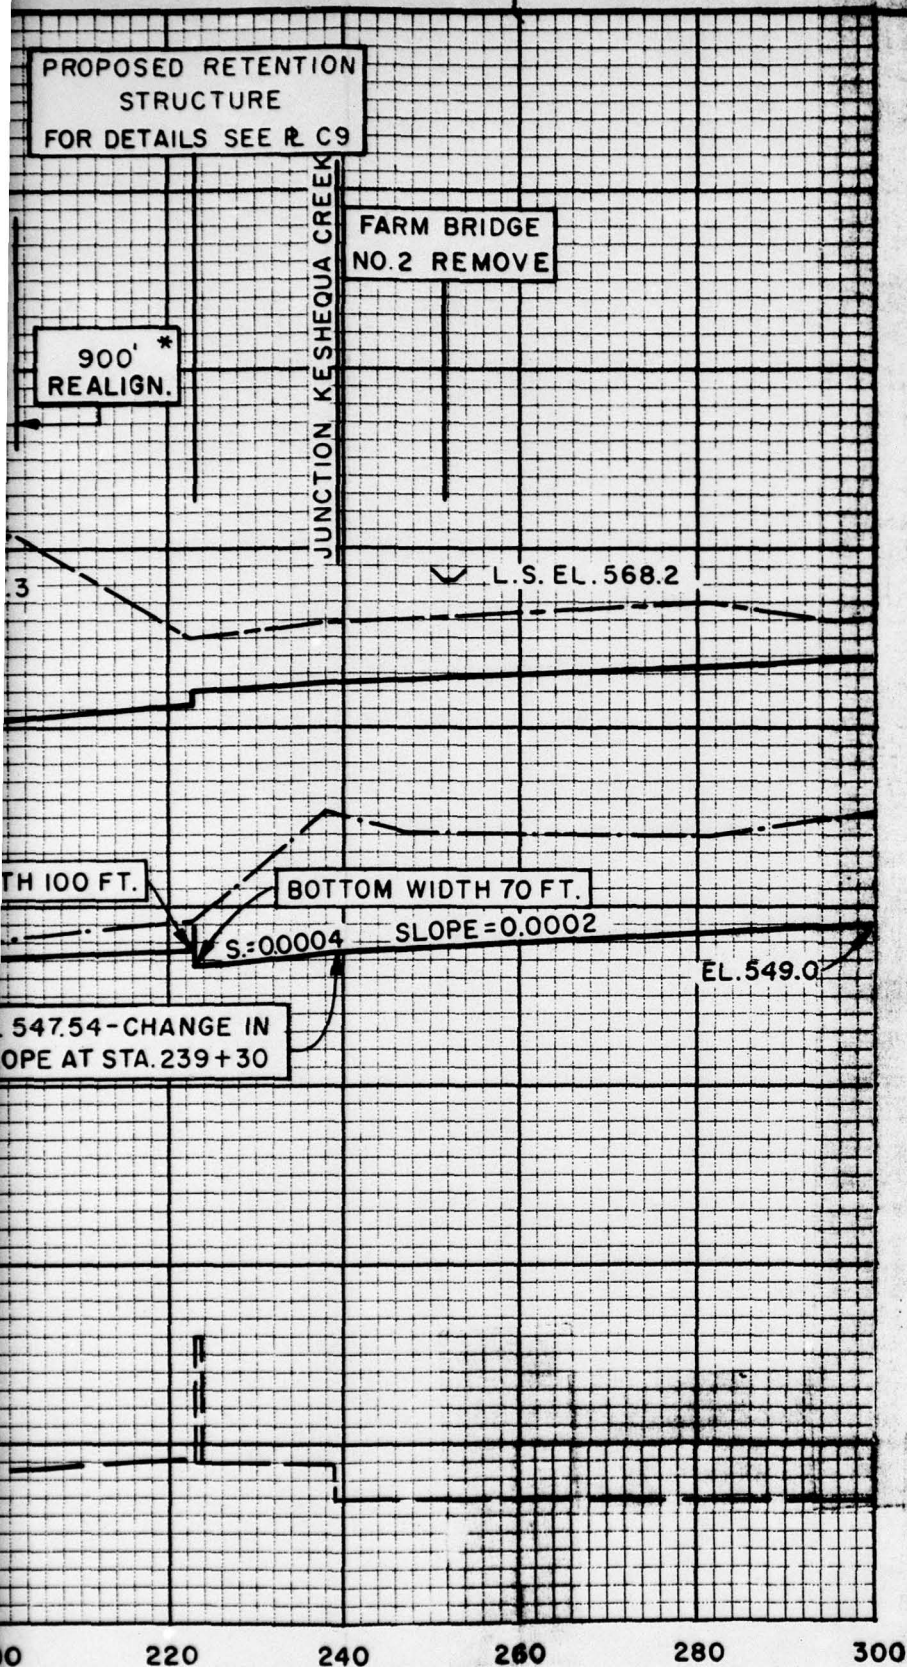 PROPOSED RETENTION
STRUCTURE
FOR DETAILS SEE PL C9
JUNCTION KESHEQUA CREEK
FARM BRIDGE
NO. 2 REMOVE
900' *
REALIGN.
.3
L.S. EL. 568.2
TH 100 FT.
BOTTOM WIDTH 70 FT.
S.=0.0004
SLOPE = 0.0002
EL. 549.0
. 547.54-CHANGE IN
OPE AT STA. 239+30
0 220 240 260 280 300